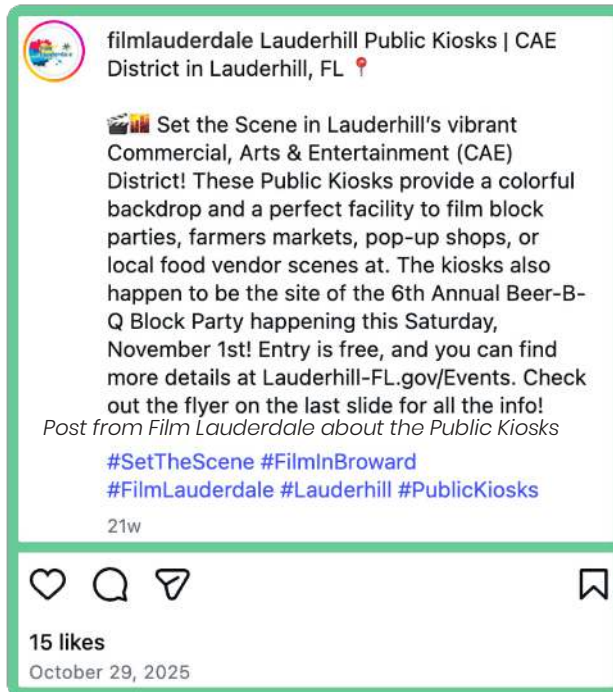 filmlauderdale Lauderhill Public Kiosks | CAE
District in Lauderhill, FL 📍
🎬🌇 Set the Scene in Lauderhill's vibrant
Commercial, Arts & Entertainment (CAE)
District! These Public Kiosks provide a colorful
backdrop and a perfect facility to film block
parties, farmers markets, pop-up shops, or
local food vendor scenes at. The kiosks also
happen to be the site of the 6th Annual Beer-B-
Q Block Party happening this Saturday,
November 1st! Entry is free, and you can find
more details at Lauderhill-FL.gov/Events. Check
out the flyer on the last slide for all the info!
Post from Film Lauderdale about the Public Kiosks
#SetTheScene #FilmInBroward
#FilmLauderdale #Lauderhill #PublicKiosks
21w
15 likes
October 29, 2025